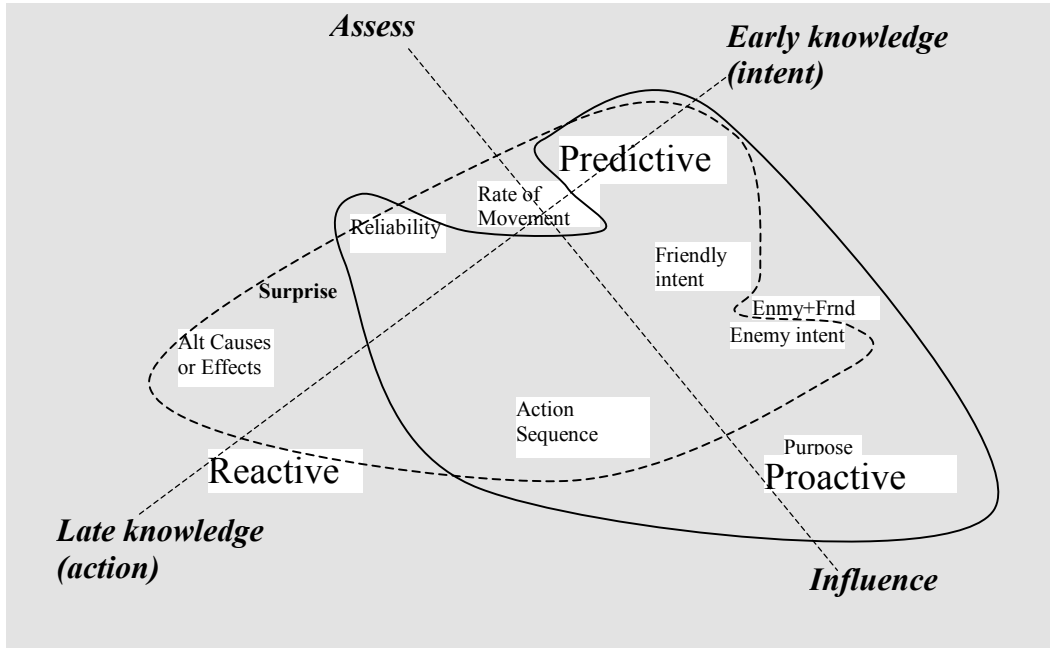 Assess
Early knowledge
(intent)
Predictive
Rate of
Movement
Reliability
Friendly
intent
Surprise
Enmy+Frnd
Enemy intent
Alt Causes
or Effects
Action
Sequence
Purpose
Reactive
Proactive
Late knowledge
(action)
Influence